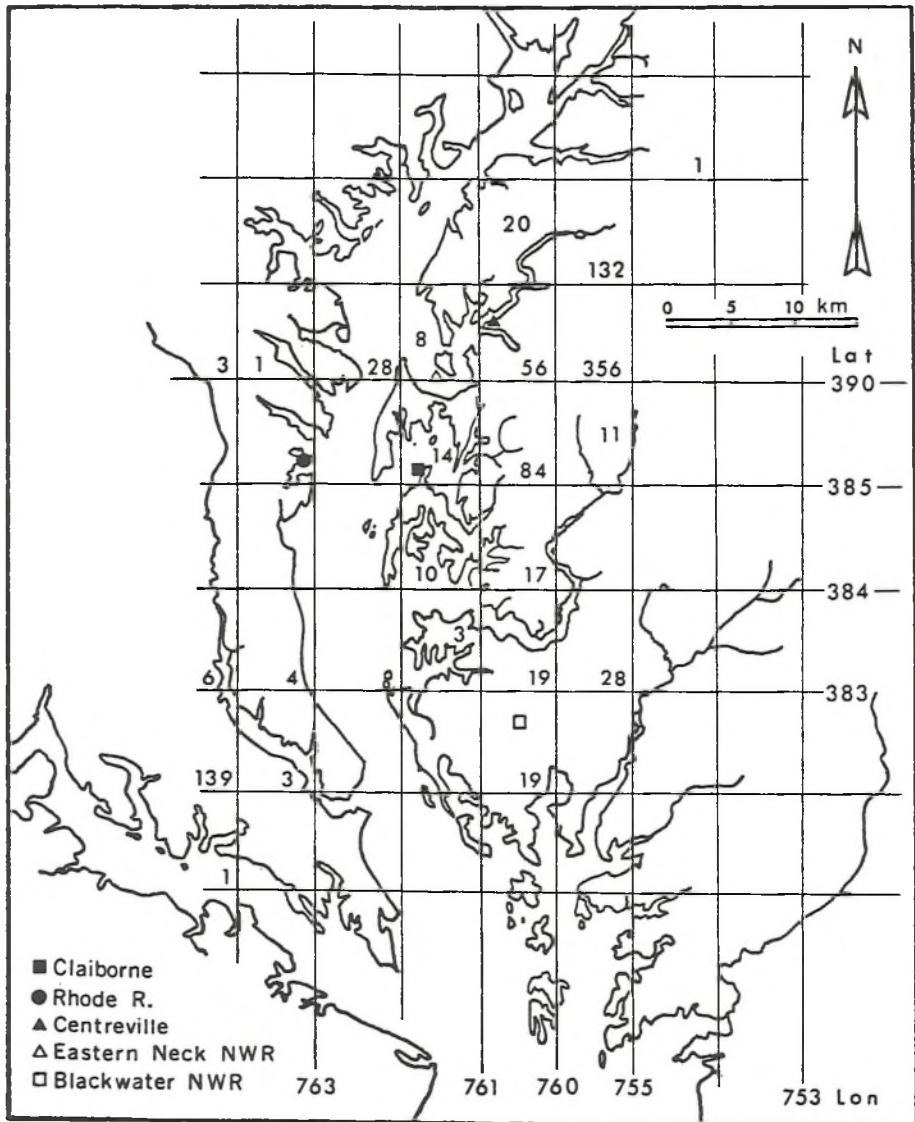 N
1
20
132
0 5 10 km
8
Lat
3 1 28 56 356 390
11
14 84
385
10 17 384
3
6 4 8 19 28 383
139 3 19
1
Claiborne
Rhode R.
Centreville
Eastern Neck NWR
Blackwater NWR
763 761 760 755 753 Lon